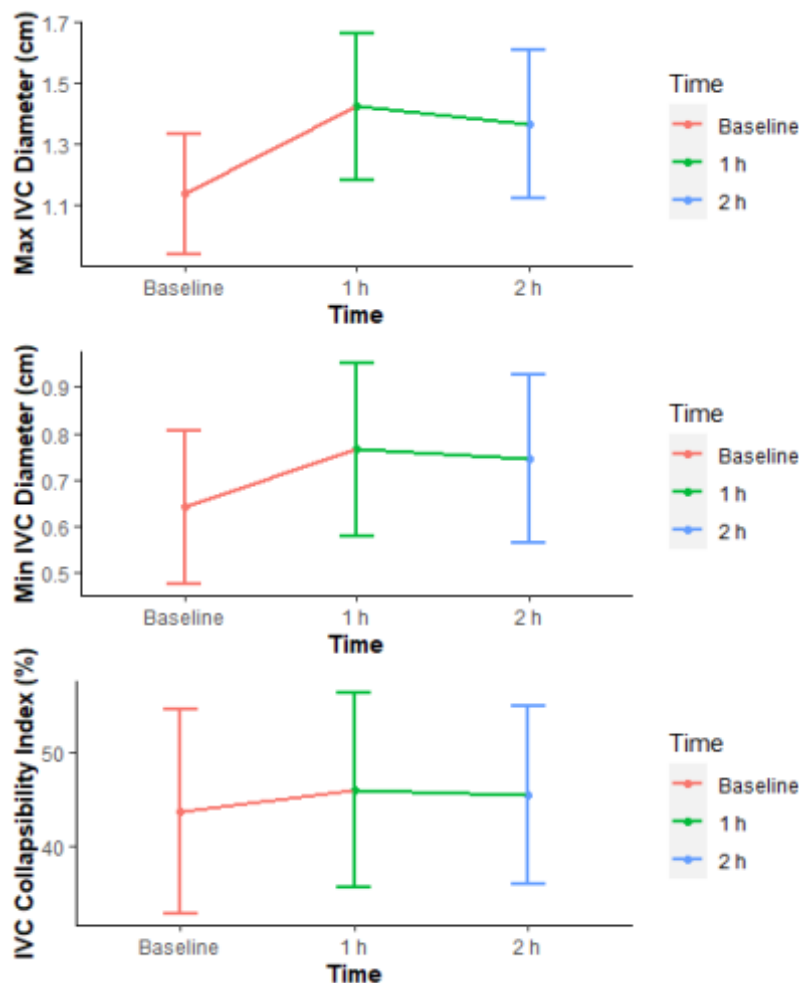 Max IVC Diameter (cm)
1.7
1.5
1.3
1.1
Baseline 1 h 2 h
Time
Time
Baseline
1 h
2 h
Min IVC Diameter (cm)
0.9
0.8
0.7
0.6
0.5
Baseline 1 h 2 h
Time
Time
Baseline
1 h
2 h
IVC Collapsibility Index (%)
50
40
Baseline 1 h 2 h
Time
Time
Baseline
1 h
2 h